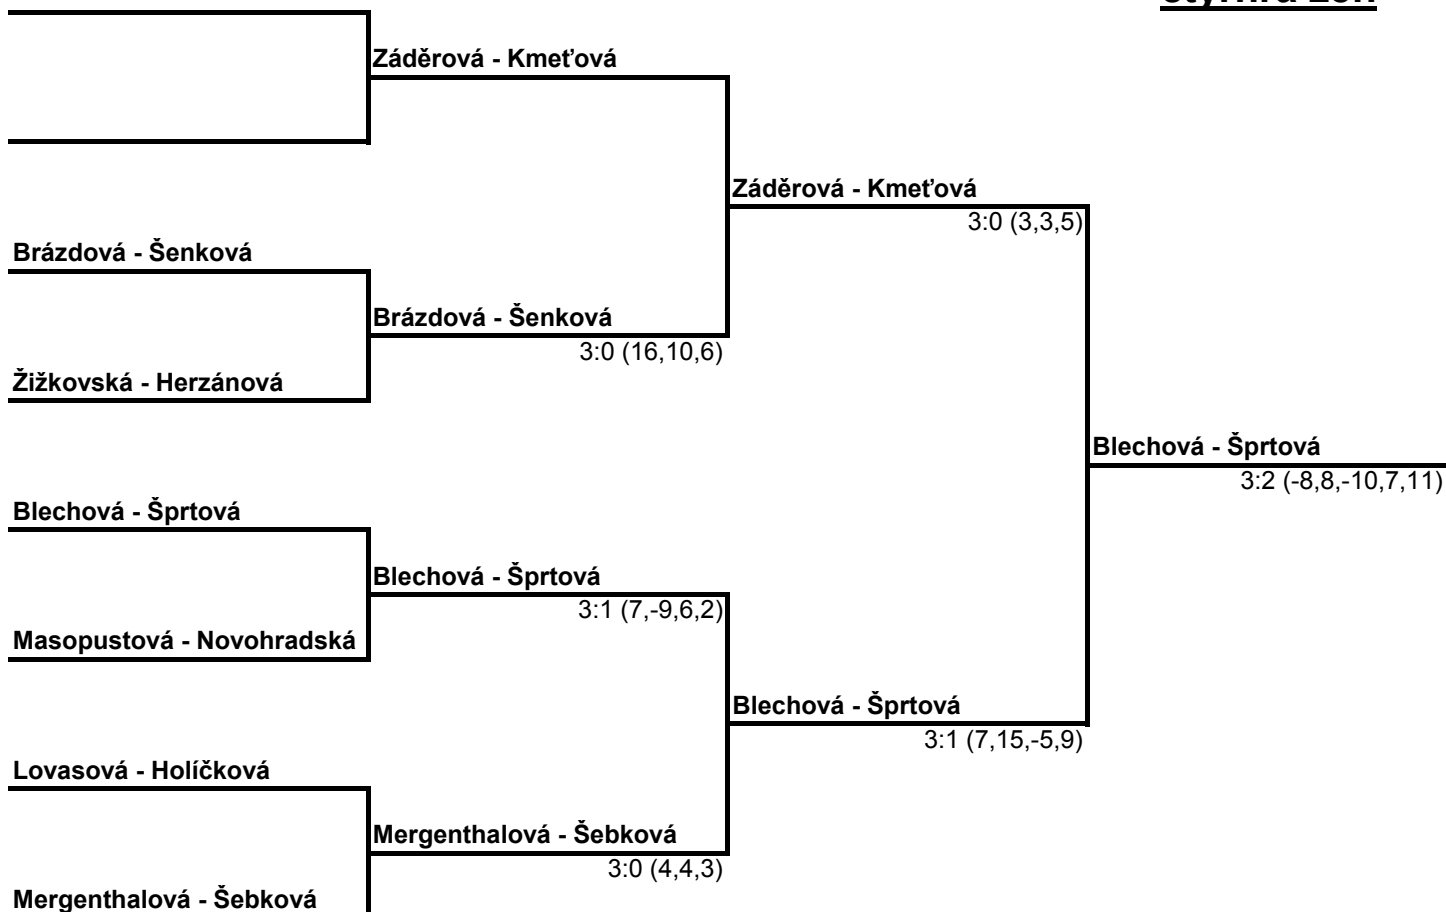 Záděrová - Kmeťová
Záděrová - Kmeťová
3:0 (3,3,5)
Brázdová - Šenková
Brázdová - Šenková
3:0 (16,10,6)
Žižkovská - Herzánová
Blechová - Šprtová
3:2 (-8,8,-10,7,11)
Blechová - Šprtová
Blechová - Šprtová
3:1 (7,-9,6,2)
Masopustová - Novohradská
Blechová - Šprtová
3:1 (7,15,-5,9)
Lovasová - Holíčková
Mergenthalová - Šebková
3:0 (4,4,3)
Mergenthalová - Šebková